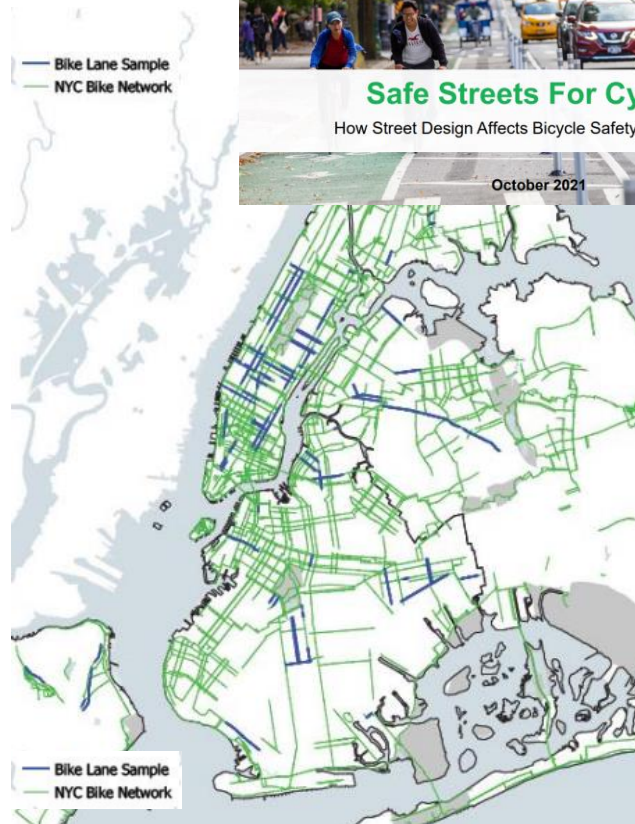 Bike Lane Sample
NYC Bike Network
Safe Streets For Cy
How Street Design Affects Bicycle Safety
October 2021
Bike Lane Sample
NYC Bike Network